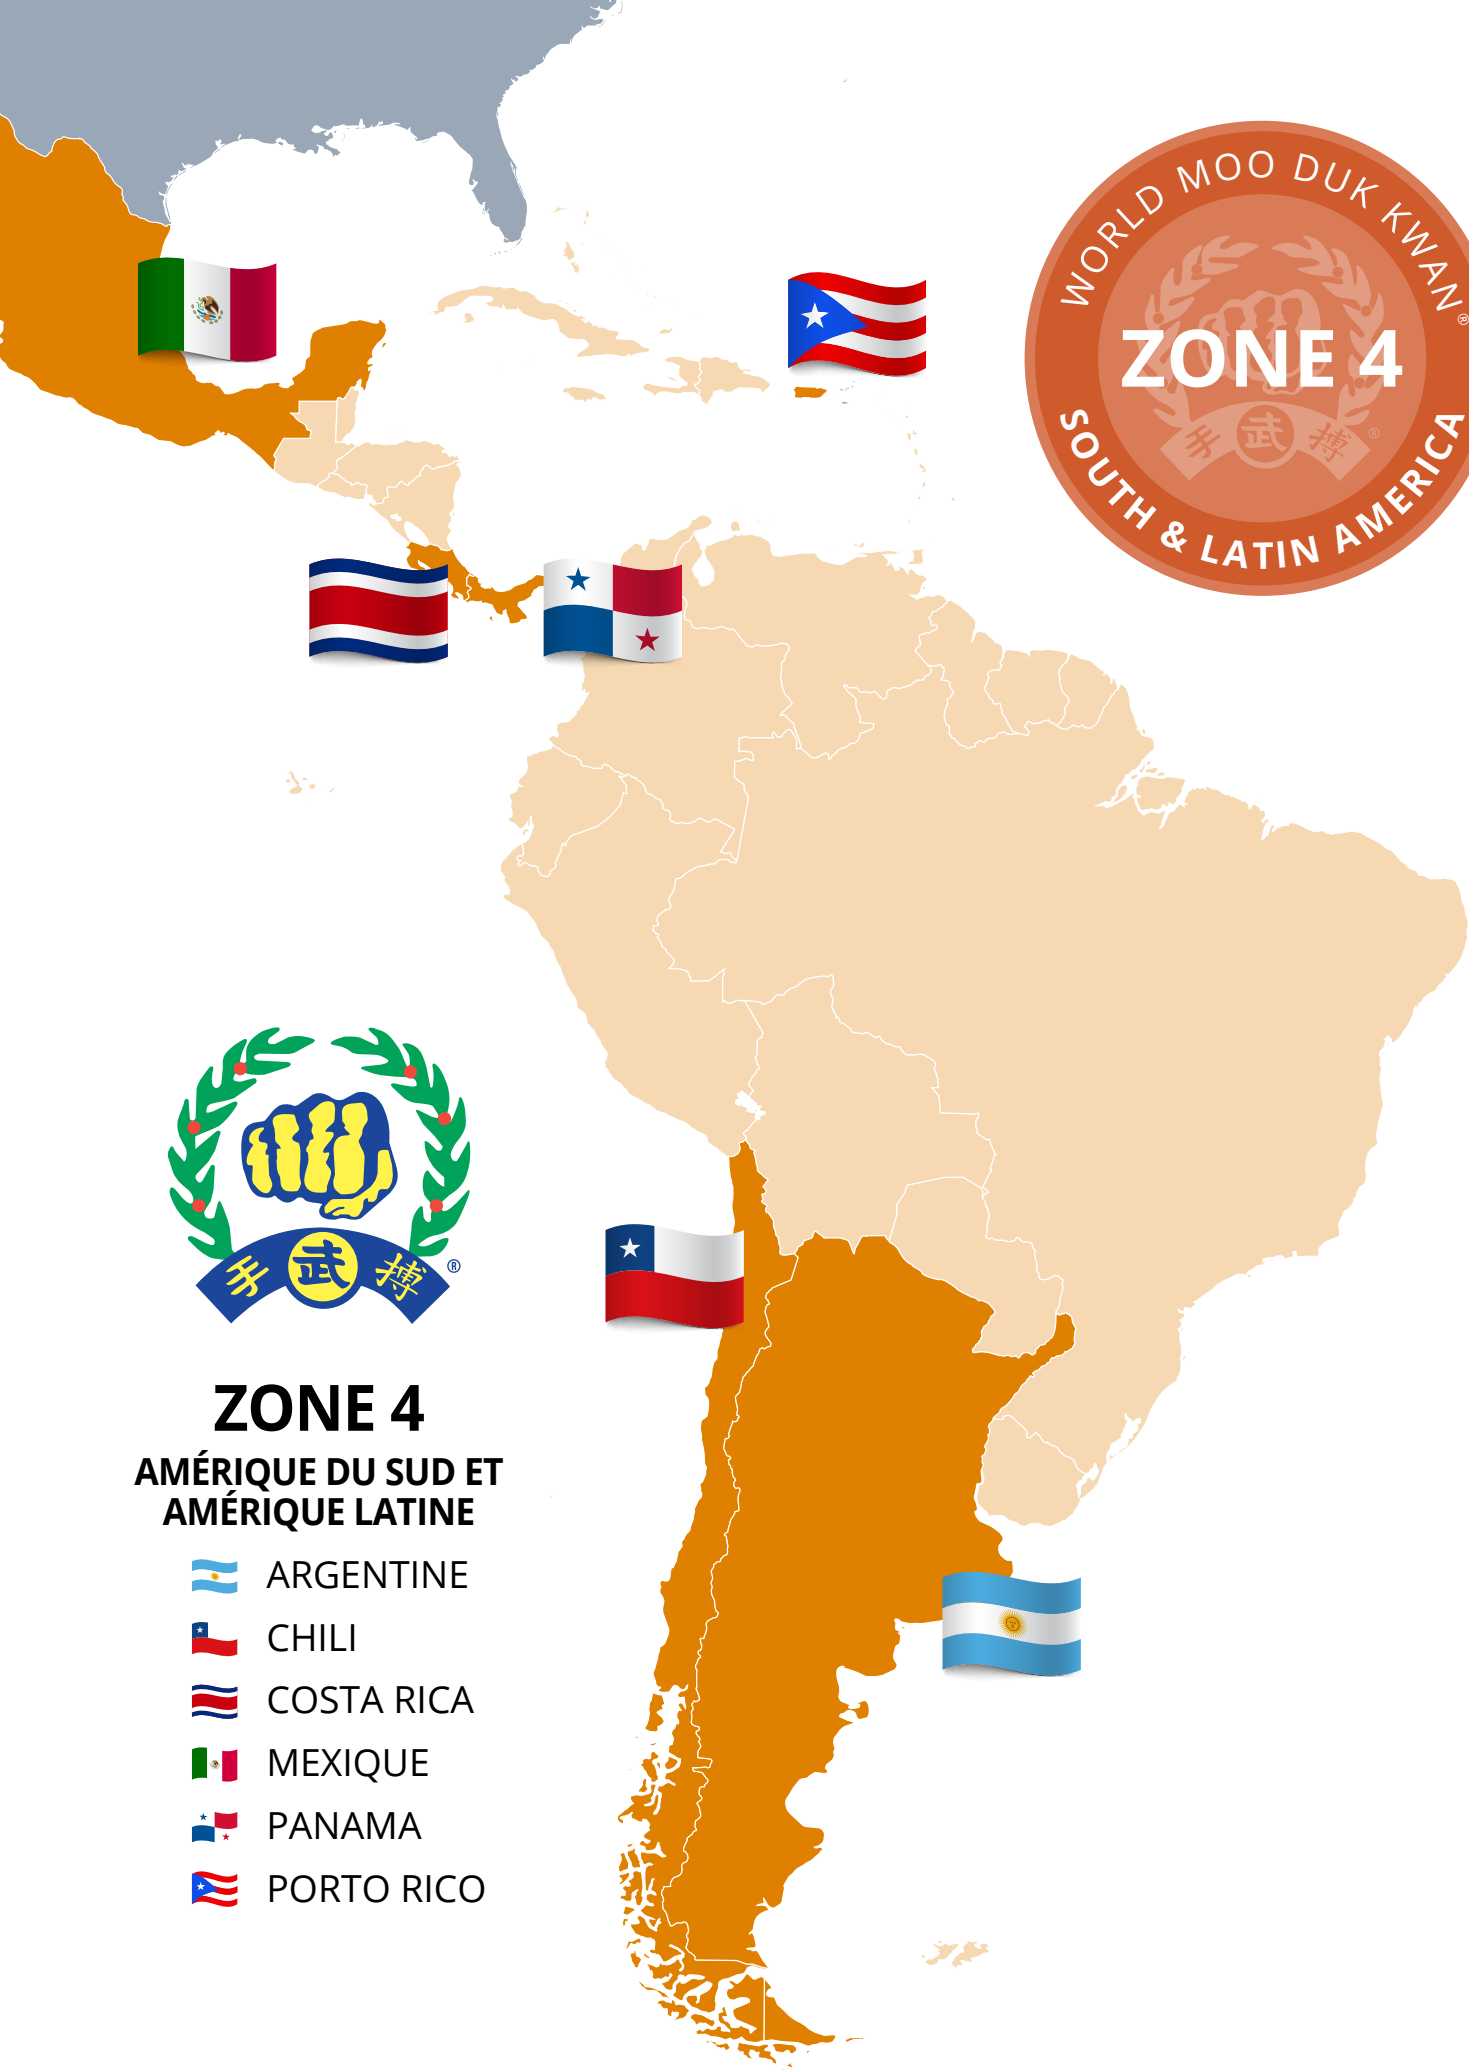 WORLD MOO DUK KWAN®
ZONE 4
手 武 搏 ®
SOUTH & LATIN AMERICA
手 武 搏 ®
ZONE 4
AMÉRIQUE DU SUD ET
AMÉRIQUE LATINE
ARGENTINE
CHILI
COSTA RICA
MEXIQUE
PANAMA
PORTO RICO